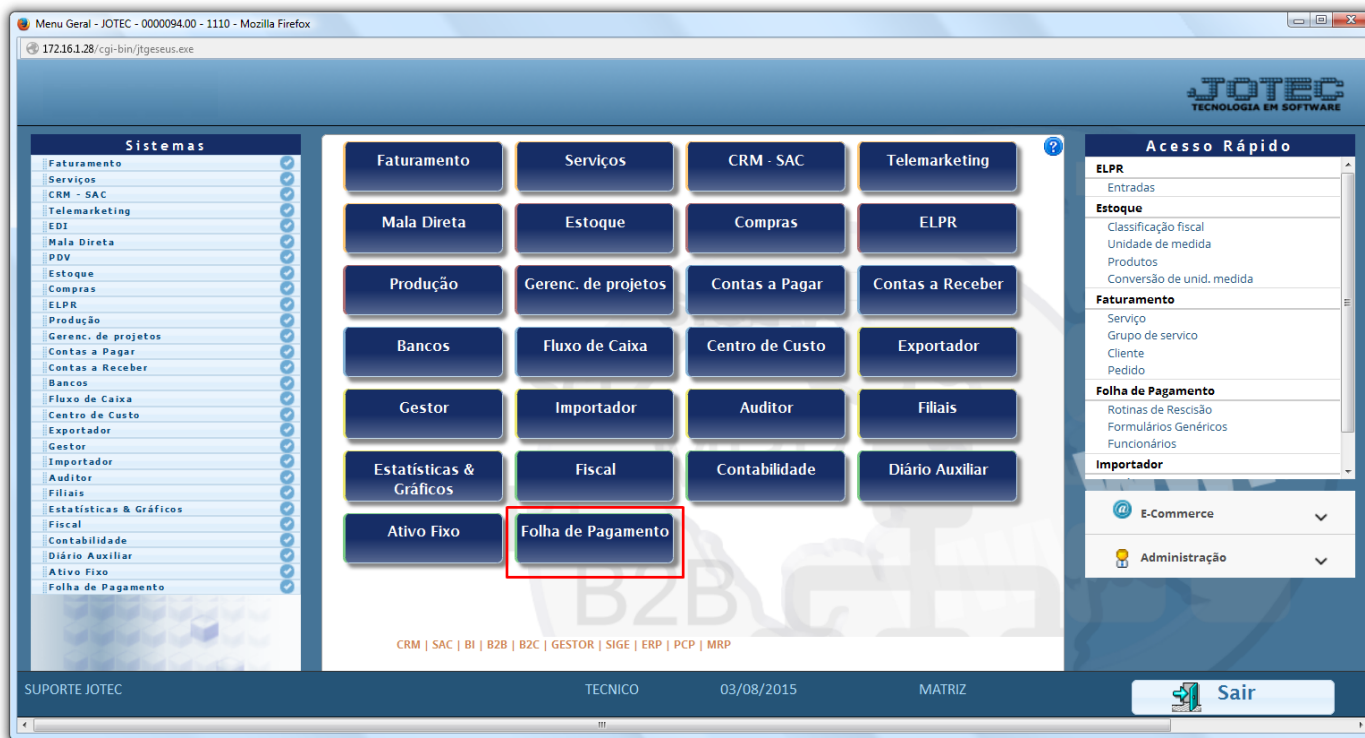 Menu Geral - JOTEC - 0000094.00 - 1110 - Mozilla Firefox
172.16.1.28/cgi-bin/jtgeseus.exe
JOTEC
TECNOLOGIA EM SOFTWARE
Sistemas
Faturamento
Serviços
CRM - SAC
Telemarketing
EDI
Mala Direta
PDV
Estoque
Compras
ELPR
Produção
Gerenc. de projetos
Contas a Pagar
Contas a Receber
Bancos
Fluxo de Caixa
Centro de Custo
Exportador
Gestor
Importador
Auditor
Filiais
Estatísticas & Gráficos
Fiscal
Contabilidade
Diário Auxiliar
Ativo Fixo
Folha de Pagamento
Faturamento
Serviços
CRM - SAC
Telemarketing
Mala Direta
Estoque
Compras
ELPR
Produção
Gerenc. de projetos
Contas a Pagar
Contas a Receber
Bancos
Fluxo de Caixa
Centro de Custo
Exportador
Gestor
Importador
Auditor
Filiais
Estatísticas &
Gráficos
Fiscal
Contabilidade
Diário Auxiliar
Ativo Fixo
Folha de Pagamento
B2B
CRM | SAC | BI | B2B | B2C | GESTOR | SIGE | ERP | PCP | MRP
?
Acesso Rápido
ELPR
Entradas
Estoque
Classificação fiscal
Unidade de medida
Produtos
Conversão de unid. medida
Faturamento
Serviço
Grupo de servico
Cliente
Pedido
Folha de Pagamento
Rotinas de Rescisão
Formulários Genéricos
Funcionários
Importador
@ E-Commerce
Administração
SUPORTE JOTEC TECNICO 03/08/2015 MATRIZ Sair